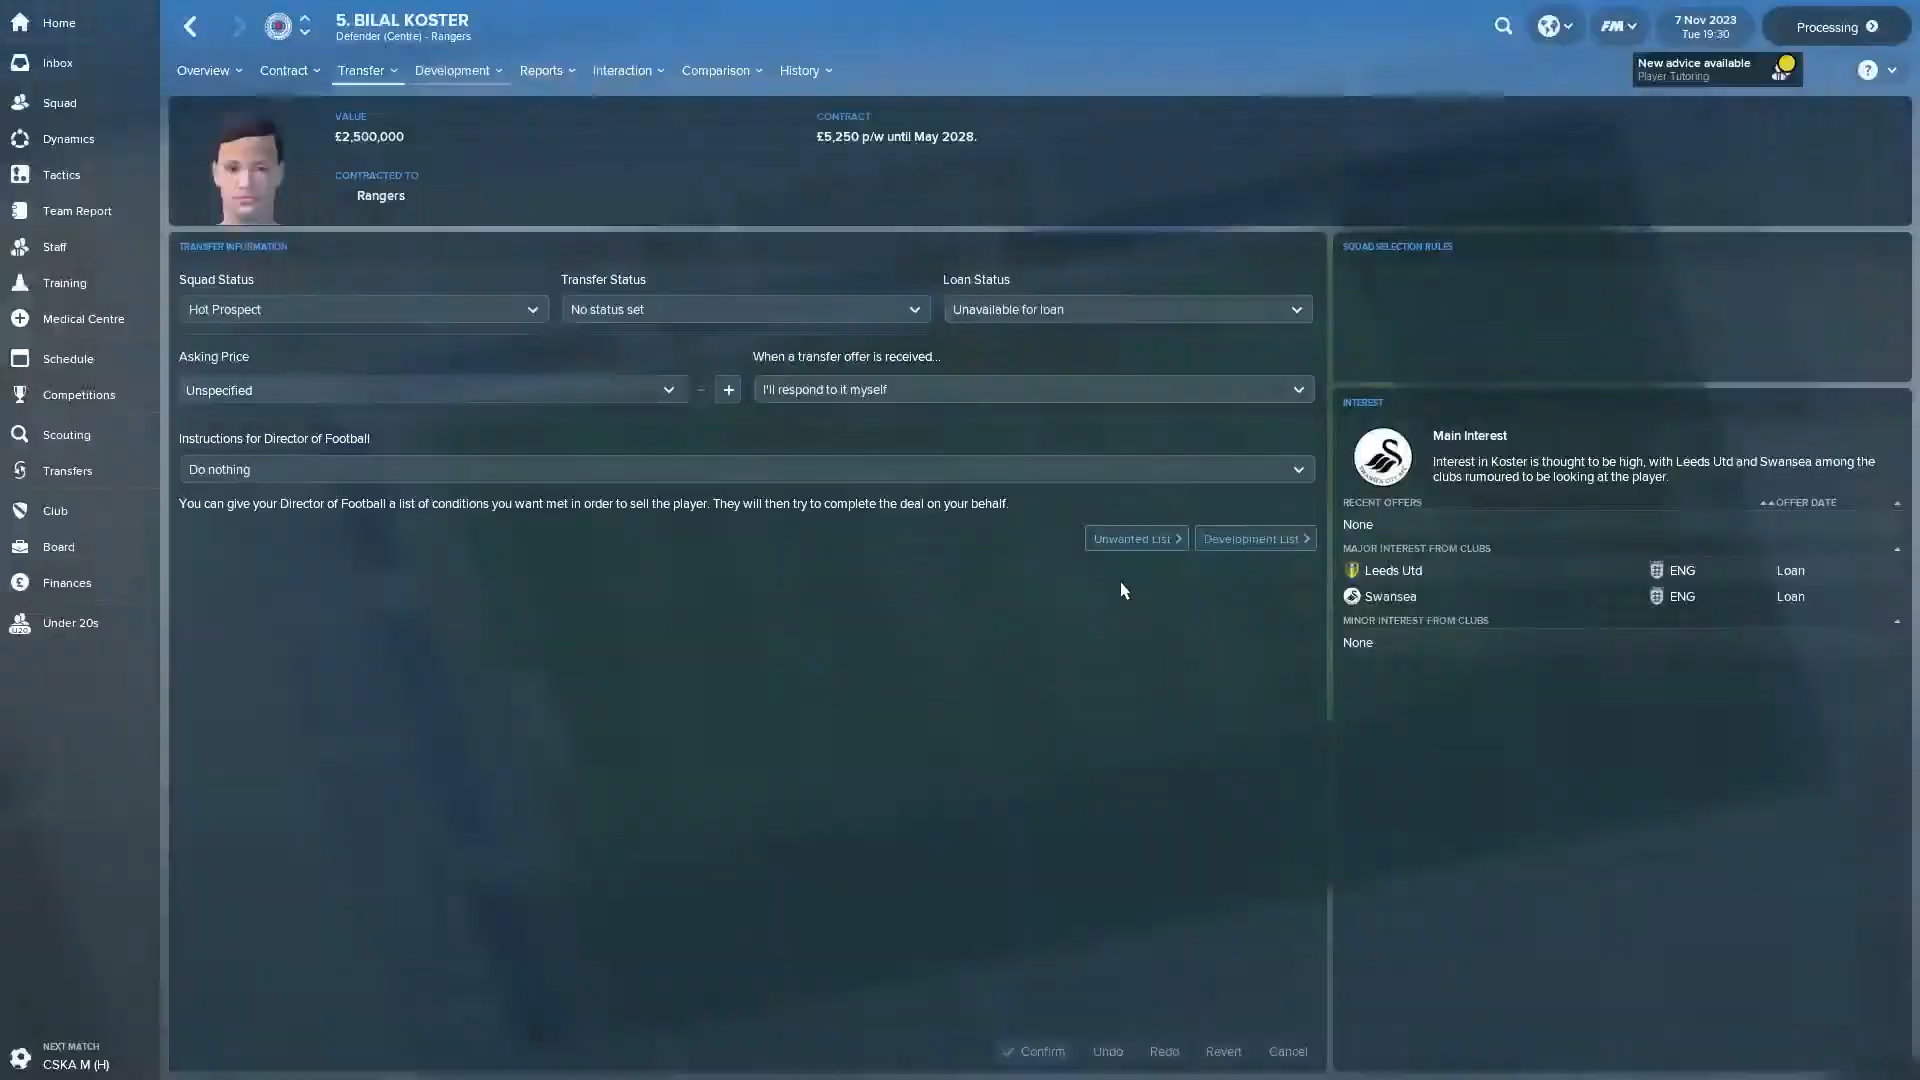 Home
Inbox
Squad
Dynamics
Tactics
Team Report
Staff
Training
Medical Centre
Schedule
Competitions
Scouting
Transfers
Club
Board
Finances
U20
Under 20s
NEXT MATCH
CSKA M (H)
5. BILAL KOSTER
Defender (Centre) - Rangers
FM
7 Nov 2023
Tue 19:30
Processing
Overview
Contract
Transfer
Development
Reports
Interaction
Comparison
History
New advice available
Player Tutoring
?
VALUE
£2,500,000
CONTRACT
£5,250 p/w until May 2028.
CONTRACTED TO
Rangers
TRANSFER INFORMATION
Squad Status
Transfer Status
Loan Status
Hot Prospect
No status set
Unavailable for loan
Asking Price
When a transfer offer is received...
Unspecified
- +
I'll respond to it myself
Instructions for Director of Football
Do nothing
You can give your Director of Football a list of conditions you want met in order to sell the player. They will then try to complete the deal on your behalf.
Unwanted List
Development List
Confirm
Undo
Redo
Revert
Cancel
SQUAD SELECTION RULES
INTEREST
Main Interest
Interest in Koster is thought to be high, with Leeds Utd and Swansea among the
clubs rumoured to be looking at the player.
RECENT OFFERS
OFFER DATE
None
MAJOR INTEREST FROM CLUBS
Leeds Utd ENG Loan
Swansea ENG Loan
MINOR INTEREST FROM CLUBS
None